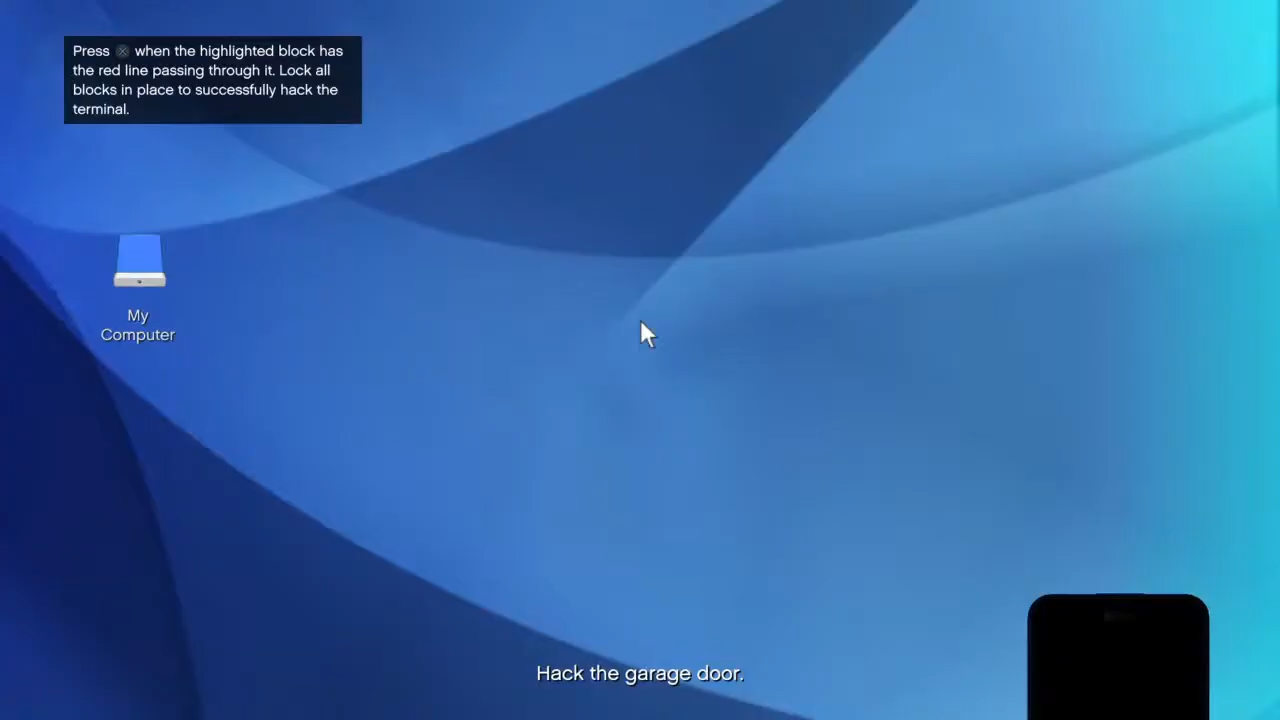 Press ⓧ when the highlighted block has
the red line passing through it. Lock all
blocks in place to successfully hack the
terminal.
My
Computer
Hack the garage door.